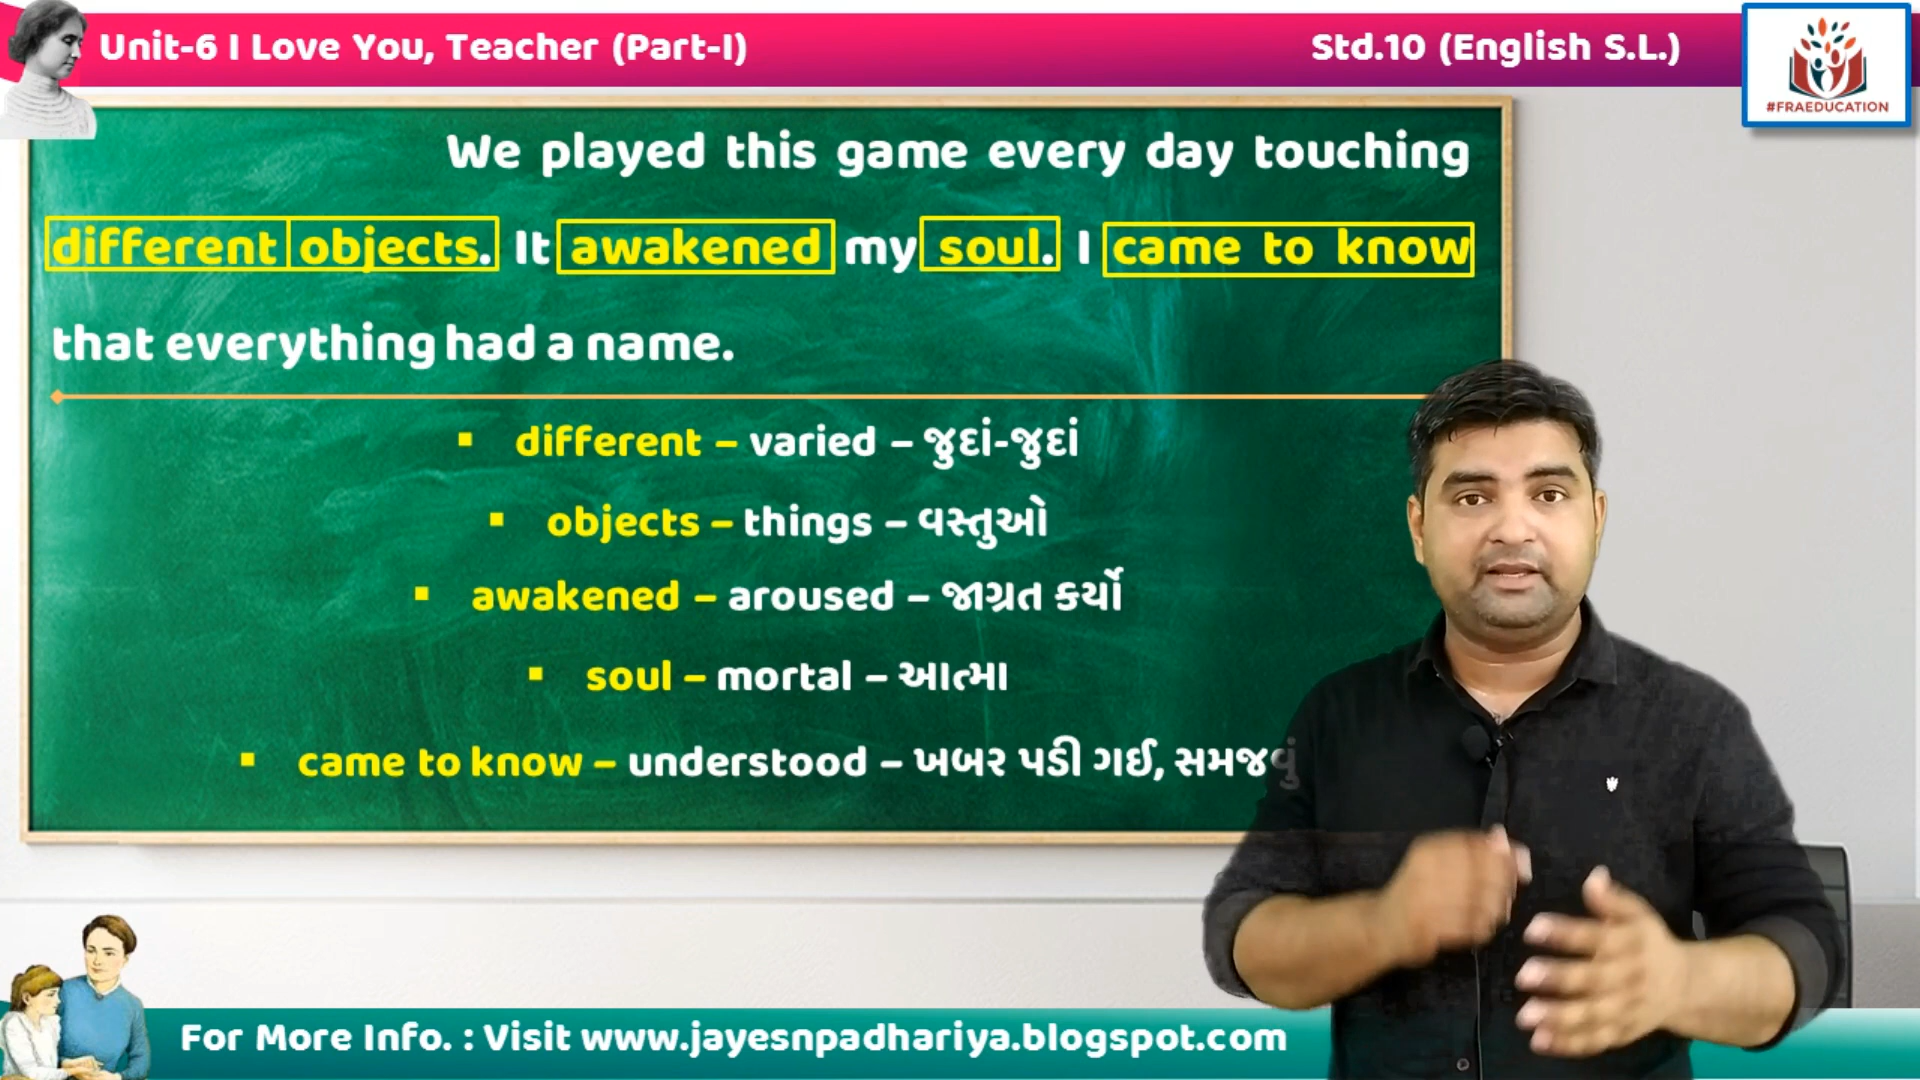 Unit-6 I Love You, Teacher (Part-I)
Std.10 (English S.L.)
#FRAEDUCATION
We played this game every day touching
different objects. It awakened my soul. I came to know
that everything had a name.
▪ different – varied – જુદાં-જુદાં
▪ objects – things – વસ્તુઓ
▪ awakened – aroused – જાગ્રત કર્યો
▪ soul – mortal – આત્મા
▪ came to know – understood – ખબર પડી ગઈ, સમજવું
For More Info. : Visit www.jayesnpadhariya.blogspot.com